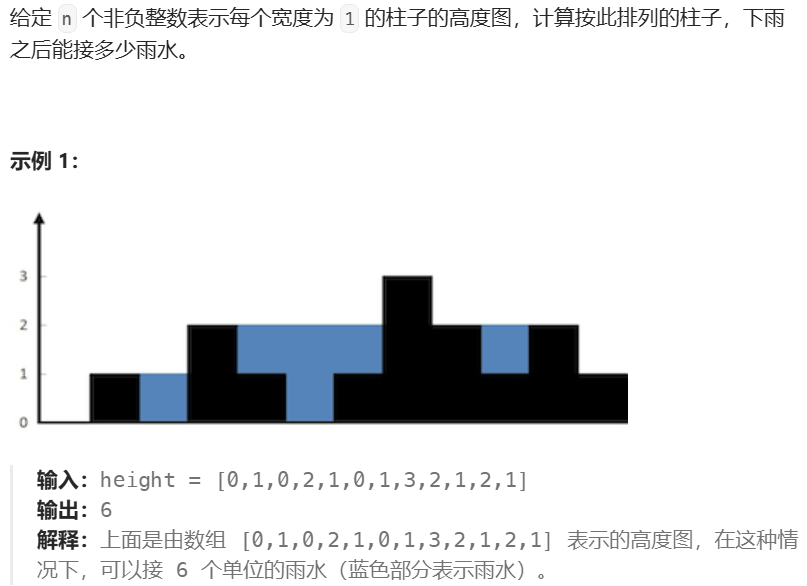 给定 n 个非负整数表示每个宽度为 1 的柱子的高度图，计算按此排列的柱子，下雨
之后能接多少雨水。
示例 1：
3
2
1
0
输入：height = [0,1,0,2,1,0,1,3,2,1,2,1]
输出：6
解释：上面是由数组 [0,1,0,2,1,0,1,3,2,1,2,1] 表示的高度图，在这种情
况下，可以接 6 个单位的雨水（蓝色部分表示雨水）。